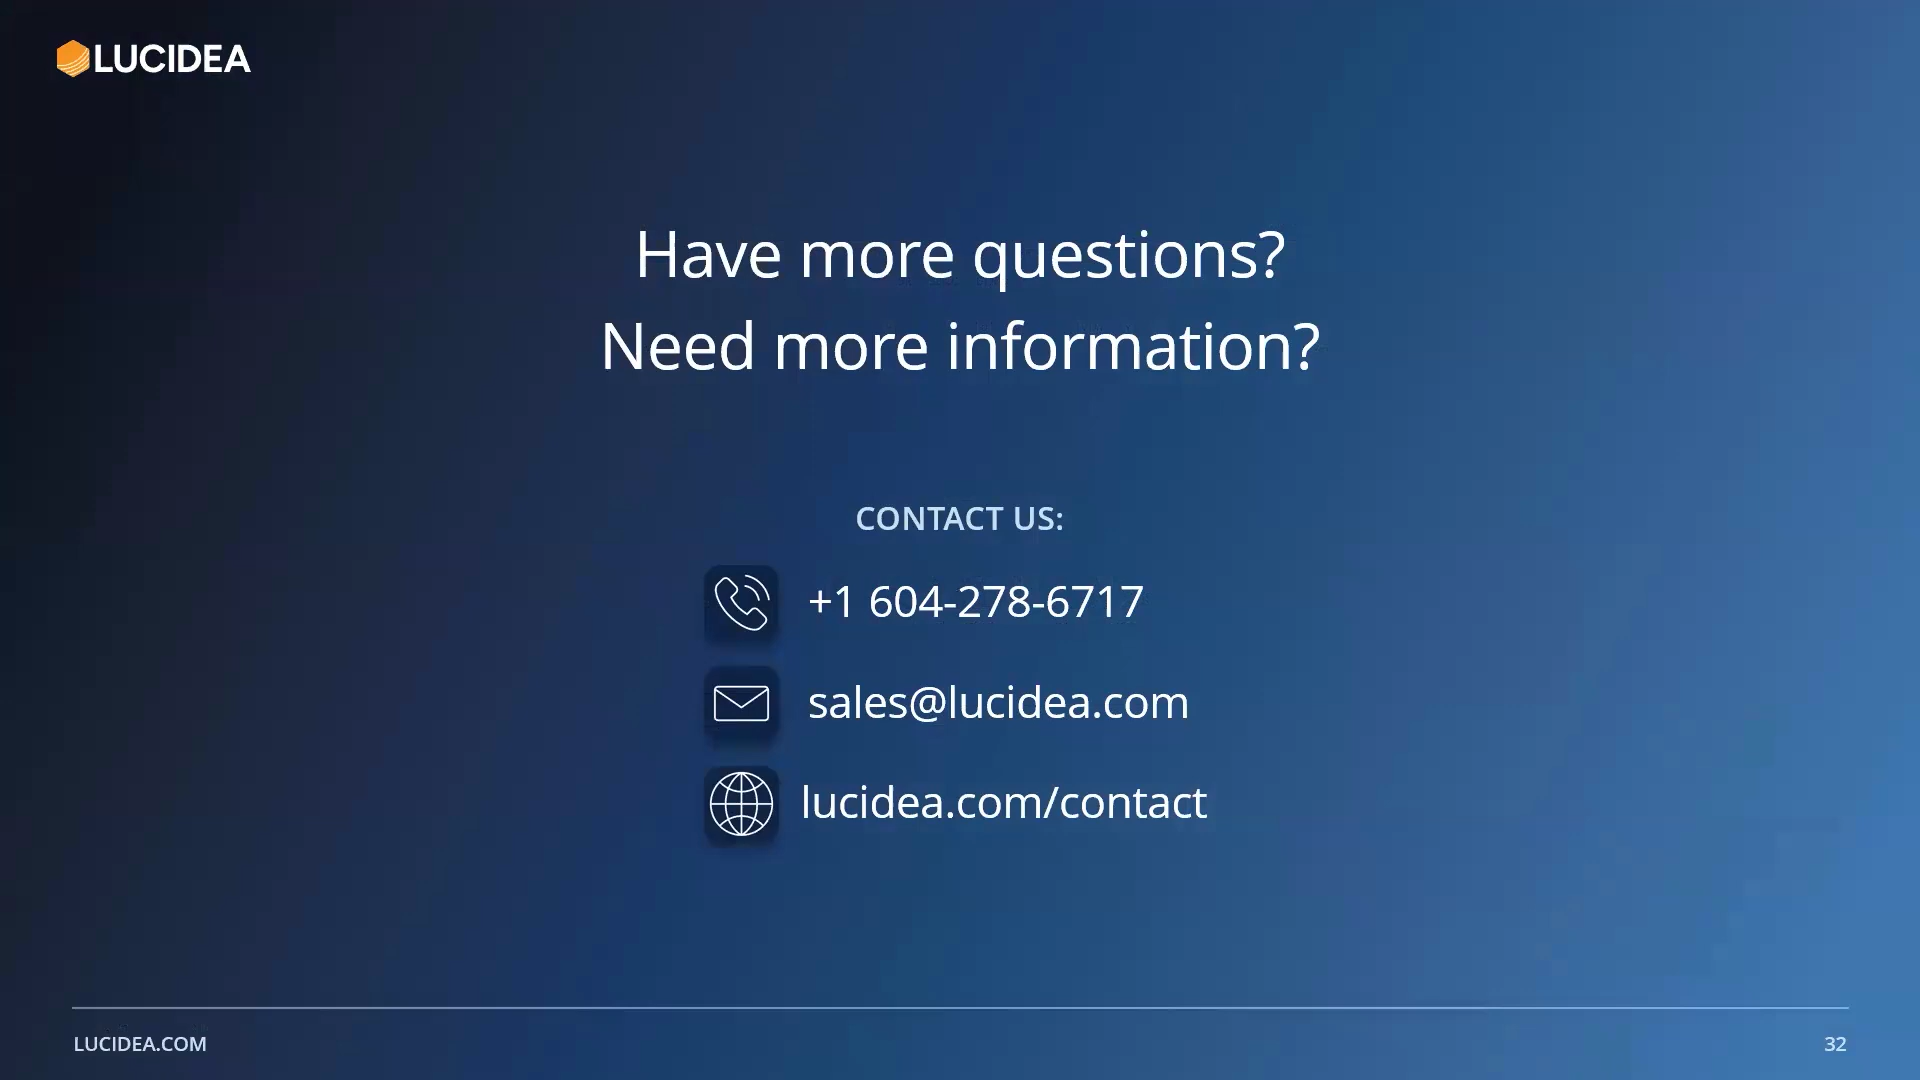 LUCIDEA
Have more questions?
Need more information?
CONTACT US:
+1 604-278-6717
sales@lucidea.com
lucidea.com/contact
LUCIDEA.COM
32